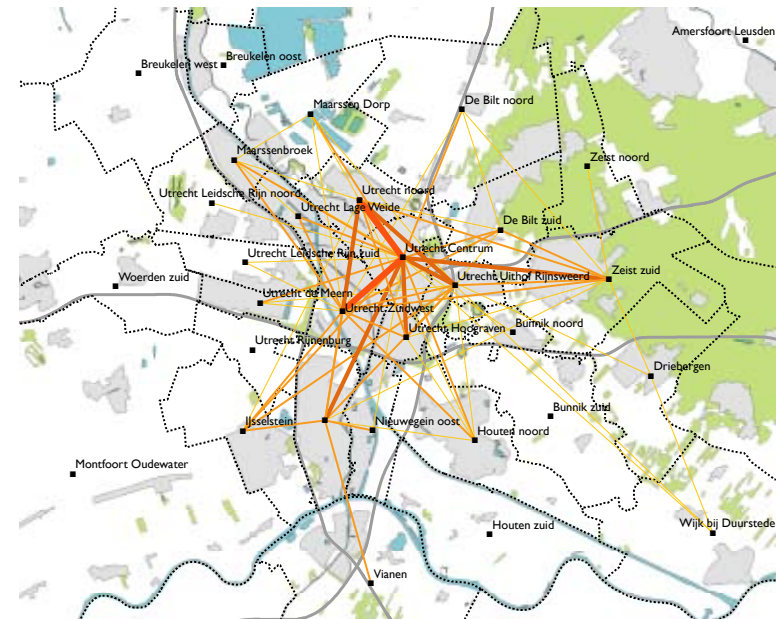 Amersfoort Leusden
Breukelen oost
Breukelen west
De Bilt noord
Maarssen Dorp
Maarssenbroek
Zeist noord
Utrecht Leidsche Rijn noord
Utrecht noord
Utrecht Lage Weide
De Bilt zuid
Utrecht Centrum
Utrecht Leidsche Rijn zuid
Woerden zuid
Utrecht Uithof Rijnsweerd
Zeist zuid
Utrecht de Meern
Utrecht Zuidwest
Utrecht Hoograven
Bunnik noord
Utrecht Rijnenburg
Driebergen
Bunnik zuid
IJsselstein
Nieuwegein oost
Houten noord
Montfoort Oudewater
Houten zuid
Wijk bij Duurstede
Vianen